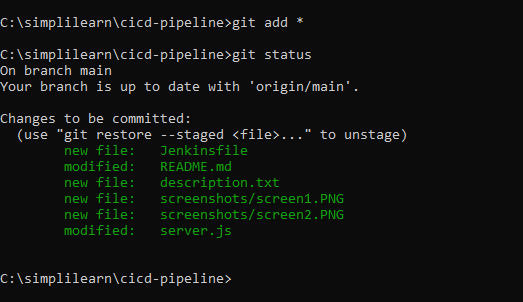 C:\simplilearn\cicd-pipeline>git add *
C:\simplilearn\cicd-pipeline>git status
On branch main
Your branch is up to date with 'origin/main'.
Changes to be committed:
  (use "git restore --staged <file>..." to unstage)
        new file:   Jenkinsfile
        modified:   README.md
        new file:   description.txt
        new file:   screenshots/screen1.PNG
        new file:   screenshots/screen2.PNG
        modified:   server.js
C:\simplilearn\cicd-pipeline>